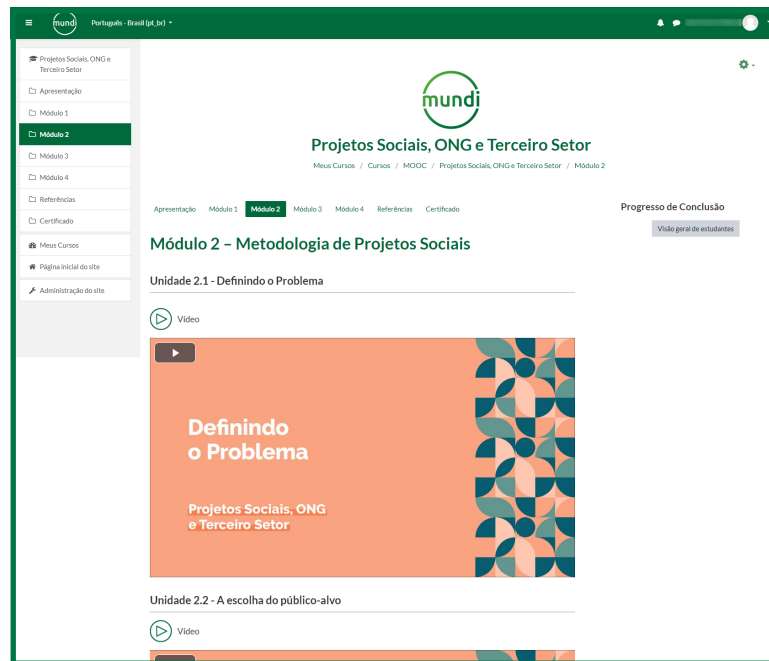 mundi
Português - Brasil (pt_br)
Projetos Sociais, ONG e
Terceiro Setor
Apresentação
Módulo 1
Módulo 2
Módulo 3
Módulo 4
Referências
Certificado
Meus Cursos
Página inicial do site
Administração do site
mundi
Projetos Sociais, ONG e Terceiro Setor
Meus Cursos / Cursos / MOOC / Projetos Sociais, ONG e Terceiro Setor / Módulo 2
Apresentação Módulo 1 Módulo 2 Módulo 3 Módulo 4 Referências Certificado
Progresso de Conclusão
Visão geral de estudantes
Módulo 2 – Metodologia de Projetos Sociais
Unidade 2.1 - Definindo o Problema
Vídeo
Definindo
o Problema
Projetos Sociais, ONG
e Terceiro Setor
Unidade 2.2 - A escolha do público-alvo
Vídeo